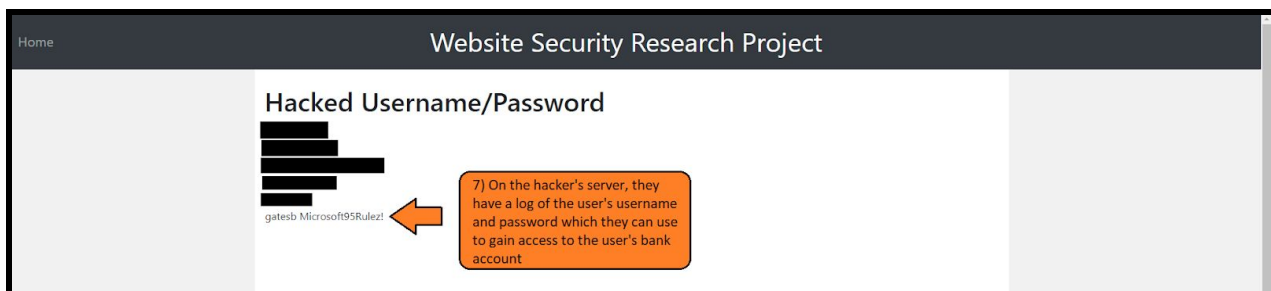 Home
Website Security Research Project
Hacked Username/Password
gatesb Microsoft95Rulez!
7) On the hacker's server, they
have a log of the user's username
and password which they can use
to gain access to the user's bank
account